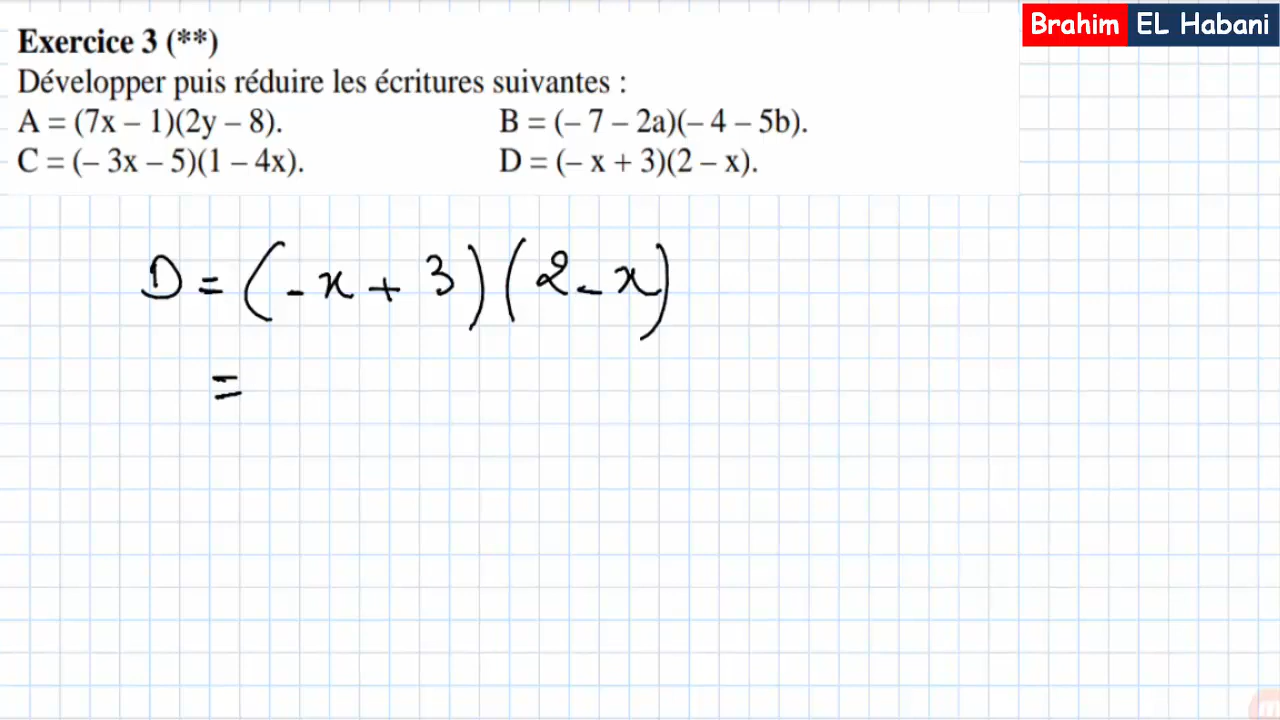 Brahim EL Habani
Exercice 3 (**)
Développer puis réduire les écritures suivantes :
A = (7x – 1)(2y – 8). B = (– 7 – 2a)(– 4 – 5b).
C = (– 3x – 5)(1 – 4x). D = (– x + 3)(2 – x).
D = (-x + 3)(2-x)
=